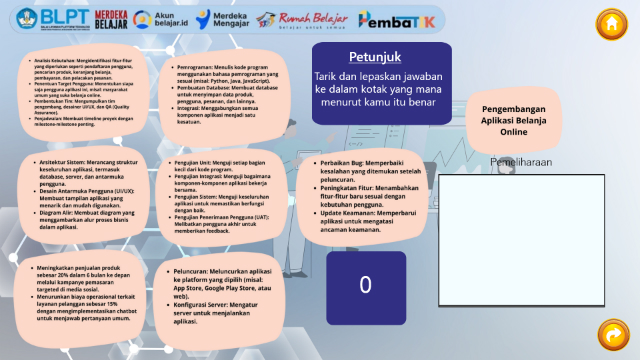 BLPT
MERDEKA
BELAJAR
Akun
belajar.id
Merdeka
Mengajar
Rumah Belajar
belajar untuk semua
PembaTIK
Analisis Kebutuhan: Mengidentifikasi fitur-fitur
yang diperlukan seperti pendaftaran pengguna,
pencarian produk, keranjang belanja,
pembayaran, dan pelacakan pesanan.
Penentuan Target Pengguna: Menentukan siapa
saja pengguna aplikasi ini, misal: masyarakat
umum yang suka belanja online.
Pembentukan Tim: Mengumpulkan tim
pengembang, desainer UI/UX, dan QA (Quality
Assurance).
Penjadwalan: Membuat timeline proyek dengan
milestone-milestone penting.
Pemrograman: Menulis kode program
menggunakan bahasa pemrograman yang
sesuai (misal: Python, Java, JavaScript).
Pembuatan Database: Membuat database
untuk menyimpan data produk,
pengguna, pesanan, dan lainnya.
Integrasi: Menggabungkan semua
komponen aplikasi menjadi satu
kesatuan.
Petunjuk
Tarik dan lepaskan jawaban
ke dalam kotak yang mana
menurut kamu itu benar
Pengembangan
Aplikasi Belanja
Online
Arsitektur Sistem: Merancang struktur
keseluruhan aplikasi, termasuk
database, server, dan antarmuka
pengguna.
Desain Antarmuka Pengguna (UI/UX):
Membuat tampilan aplikasi yang
menarik dan mudah digunakan.
Diagram Alir: Membuat diagram yang
menggambarkan alur proses bisnis
dalam aplikasi.
Pengujian Unit: Menguji setiap bagian
kecil dari kode program.
Pengujian Integrasi: Menguji bagaimana
komponen-komponen aplikasi bekerja
bersama.
Pengujian Sistem: Menguji keseluruhan
aplikasi untuk memastikan berfungsi
dengan baik.
Pengujian Penerimaan Pengguna (UAT):
Melibatkan pengguna akhir untuk
memberikan feedback.
Perbaikan Bug: Memperbaiki
kesalahan yang ditemukan setelah
peluncuran.
Peningkatan Fitur: Menambahkan
fitur-fitur baru sesuai dengan
kebutuhan pengguna.
Update Keamanan: Memperbarui
aplikasi untuk mengatasi
ancaman keamanan.
Pemeliharaan
Meningkatkan penjualan produk
sebesar 20% dalam 6 bulan ke depan
melalui kampanye pemasaran
targeted di media sosial.
Menurunkan biaya operasional terkait
layanan pelanggan sebesar 15%
dengan mengimplementasikan chatbot
untuk menjawab pertanyaan umum.
Peluncuran: Meluncurkan aplikasi
ke platform yang dipilih (misal:
App Store, Google Play Store, atau
web).
Konfigurasi Server: Mengatur
server untuk menjalankan
aplikasi.
0